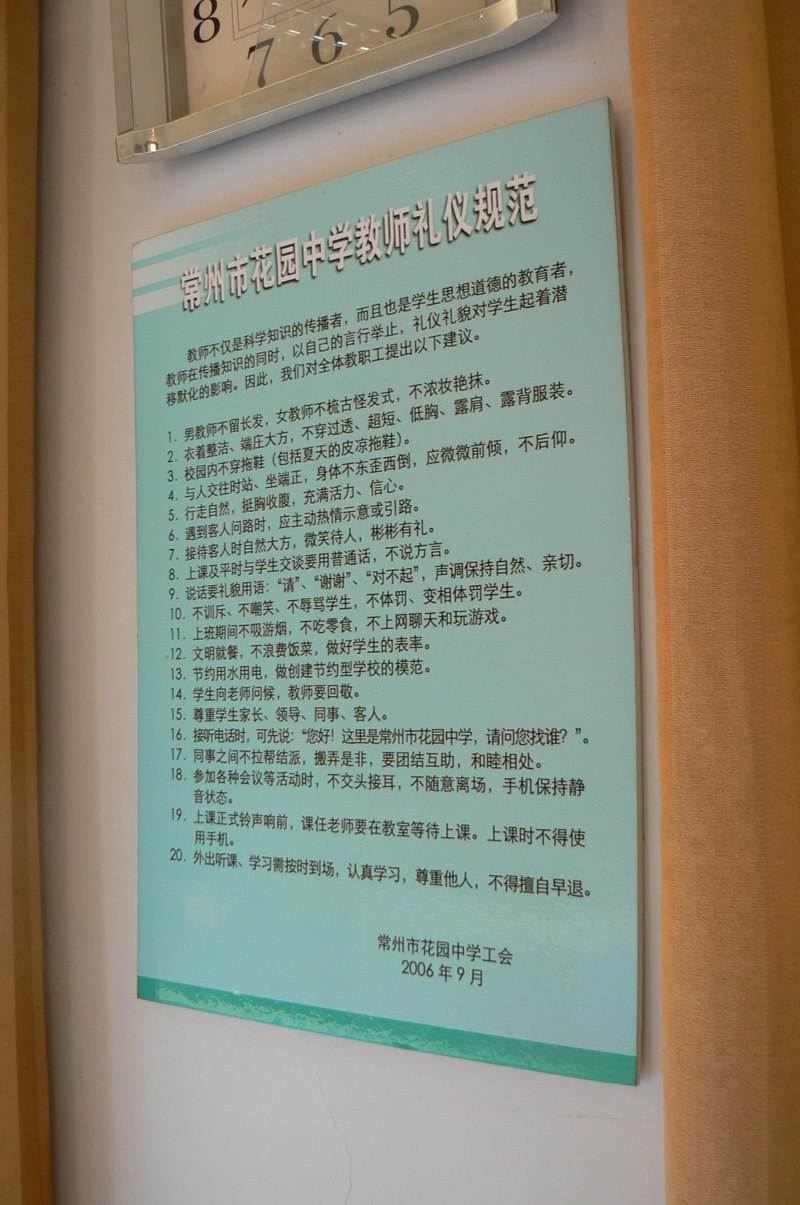 8 7 6 5
常州市花园中学教师礼仪规范
教师不仅是科学知识的传播者，而且也是学生思想道德的教育者，
教师在传播知识的同时，以自己的言行举止，礼仪礼貌对学生起着潜
移默化的影响。因此，我们对全体教职工提出以下建议。
1. 男教师不留长发，女教师不梳古怪发式，不浓妆艳抹。
2. 衣着整洁、端庄大方，不穿过透、超短、低胸、露肩、露背服装。
3. 校园内不穿拖鞋（包括夏天的皮凉拖鞋）。
4. 与人交往时站、坐端正，身体不东歪西倒，应微微前倾，不后仰。
5. 行走自然，挺胸收腹，充满活力、信心。
6. 遇到客人问路时，应主动热情示意或引路。
7. 接待客人时自然大方，微笑待人，彬彬有礼。
8. 上课及平时与学生交谈要用普通话，不说方言。
9. 说话要礼貌用语：“请”、“谢谢”、“对不起”，声调保持自然、亲切。
10. 不训斥、不嘲笑、不辱骂学生，不体罚、变相体罚学生。
11. 上班期间不吸游烟，不吃零食，不上网聊天和玩游戏。
12. 文明就餐，不浪费饭菜，做好学生的表率。
13. 节约用水用电，做创建节约型学校的模范。
14. 学生向老师问候，教师要回敬。
15. 尊重学生家长、领导、同事、客人。
16. 接听电话时，可先说：“您好！这里是常州市花园中学，请问您找谁？”。
17. 同事之间不拉帮结派，搬弄是非，要团结互助，和睦相处。
18. 参加各种会议等活动时，不交头接耳，不随意离场，手机保持静
音状态。
19. 上课正式铃声响前，课任老师要在教室等待上课。上课时不得使
用手机。
20. 外出听课、学习需按时到场，认真学习，尊重他人，不得擅自早退。
常州市花园中学工会
2006 年 9 月